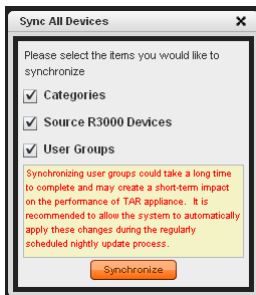 Sync All Devices
Please select the items you would like to
synchronize
Categories
Source R3000 Devices
User Groups
Synchronizing user groups could take a long time
to complete and may create a short-term impact
on the performance of TAR appliance. It is
recommended to allow the system to automatically
apply these changes during the regularly
scheduled nightly update process.
Synchronize